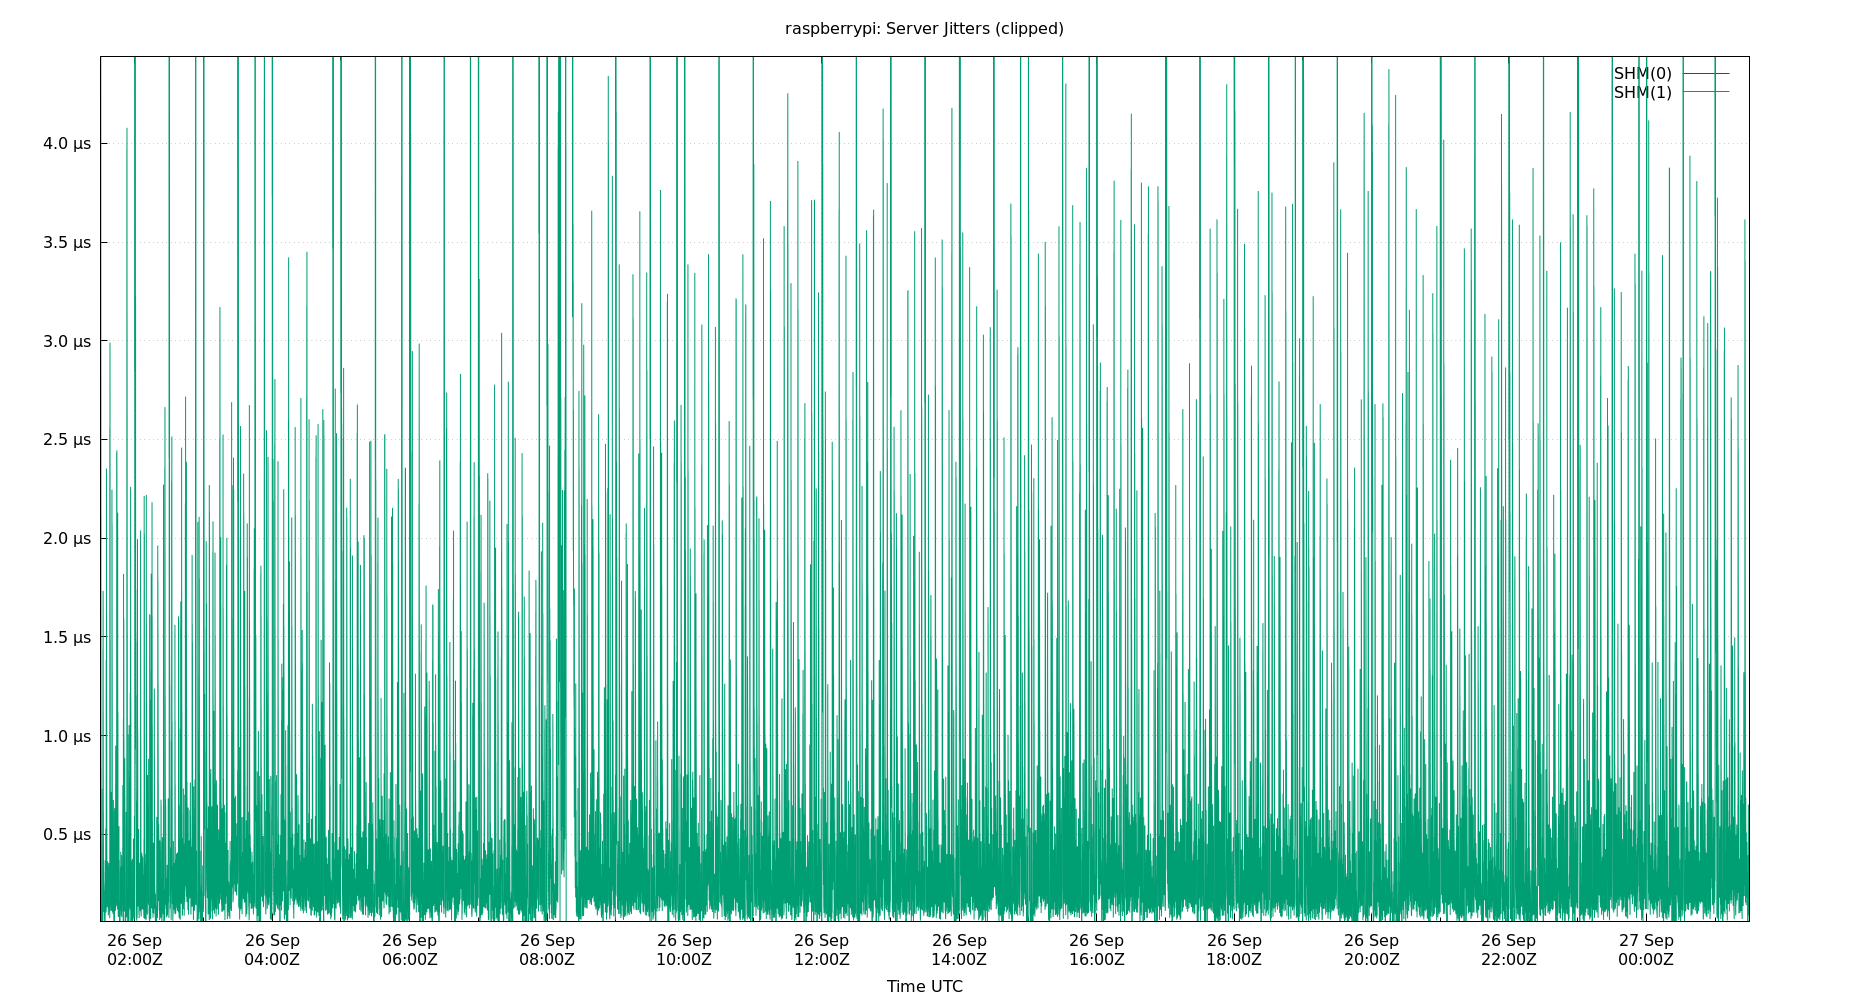 raspberrypi: Server Jitters (clipped)
SHM(0)
SHM(1)
4.0 μs
3.5 μs
3.0 μs
2.5 μs
2.0 μs
1.5 μs
1.0 μs
0.5 μs
26 Sep 26 Sep 26 Sep 26 Sep 26 Sep 26 Sep 26 Sep 26 Sep 26 Sep 26 Sep 26 Sep 27 Sep
02:00Z 04:00Z 06:00Z 08:00Z 10:00Z 12:00Z 14:00Z 16:00Z 18:00Z 20:00Z 22:00Z 00:00Z
Time UTC